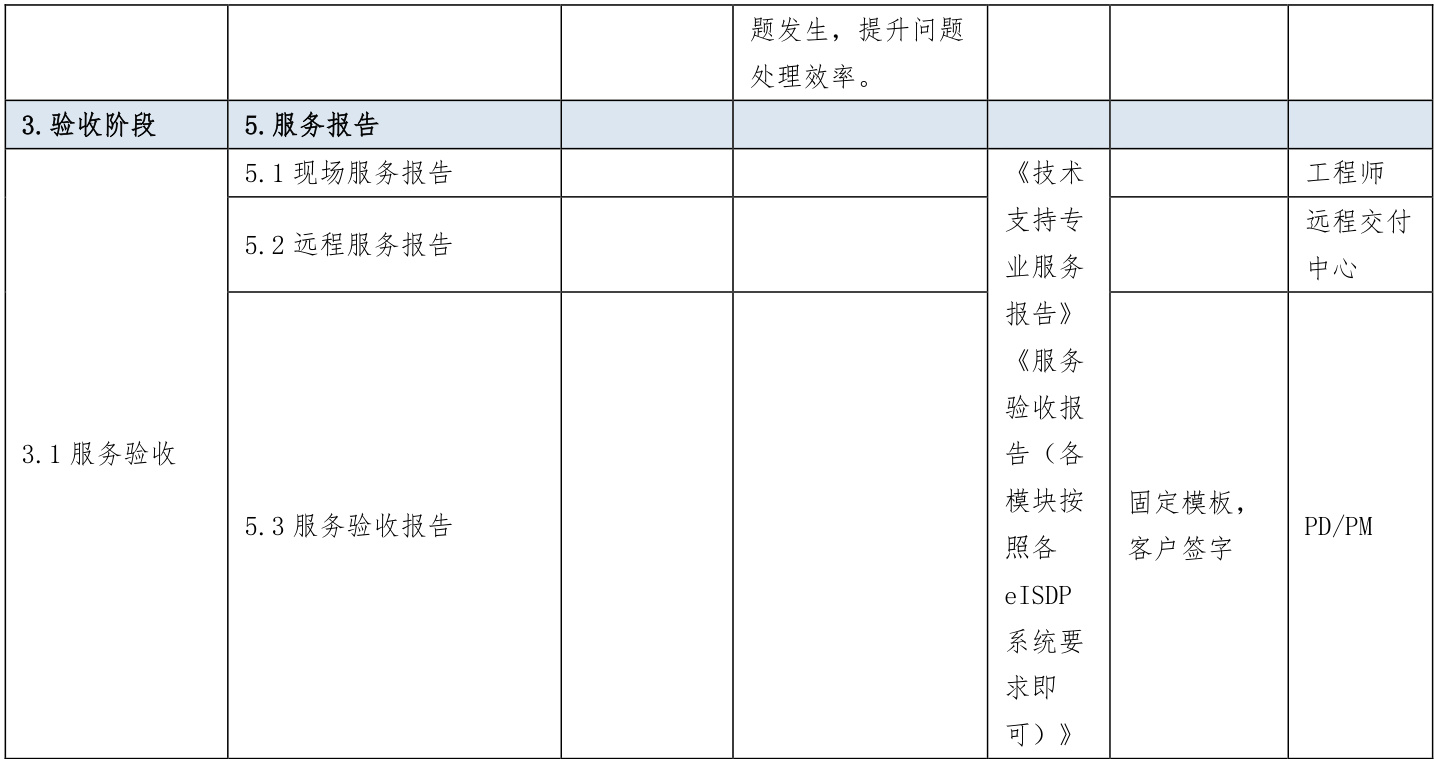 题发生，提升问题
处理效率。
3.验收阶段
5.服务报告
3.1 服务验收
5.1 现场服务报告
《技术
支持专
业服务
报告》
《服务
验收报
告（各
模块按
照各
eISDP
系统要
求即
可）》
工程师
5.2 远程服务报告
远程交付
中心
5.3 服务验收报告
固定模板，
客户签字
PD/PM